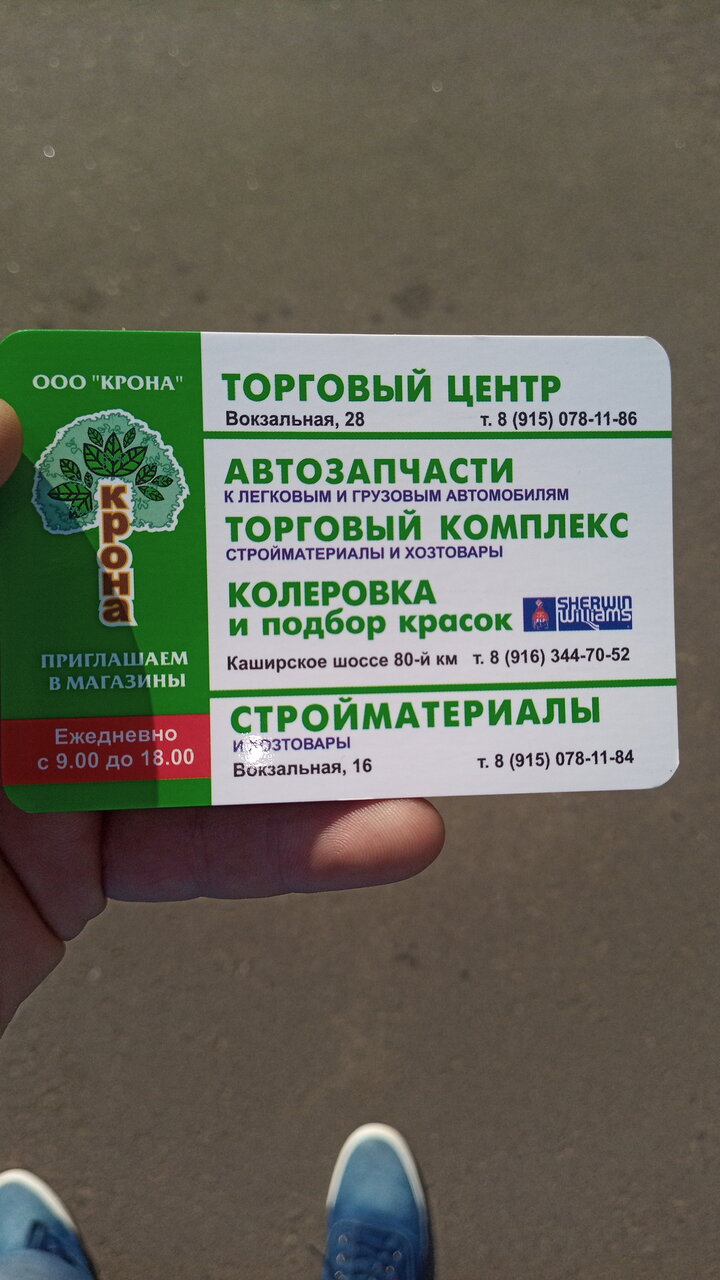 ООО "КРОНА"
крона
ПРИГЛАШАЕМ
В МАГАЗИНЫ
Ежедневно
с 9.00 до 18.00
ТОРГОВЫЙ ЦЕНТР
Вокзальная, 28 т. 8 (915) 078-11-86
АВТОЗАПЧАСТИ
К ЛЕГКОВЫМ И ГРУЗОВЫМ АВТОМОБИЛЯМ
ТОРГОВЫЙ КОМПЛЕКС
СТРОЙМАТЕРИАЛЫ И ХОЗТОВАРЫ
КОЛЕРОВКА
и подбор красок
SHERWIN
WILLIAMS
Каширское шоссе 80-й км т. 8 (916) 344-70-52
СТРОЙМАТЕРИАЛЫ
И ХОЗТОВАРЫ
Вокзальная, 16 т. 8 (915) 078-11-84